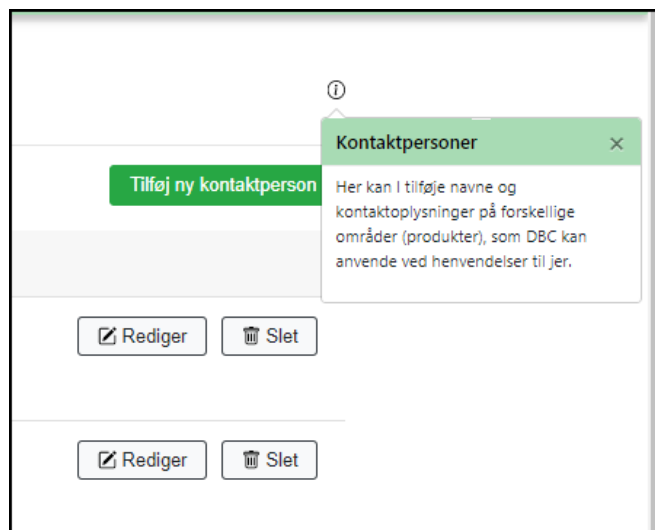 Kontaktpersoner
Tilføj ny kontaktperson
Her kan I tilføje navne og
kontaktoplysninger på forskellige
områder (produkter), som DBC kan
anvende ved henvendelser til jer.
Rediger Slet
Rediger Slet